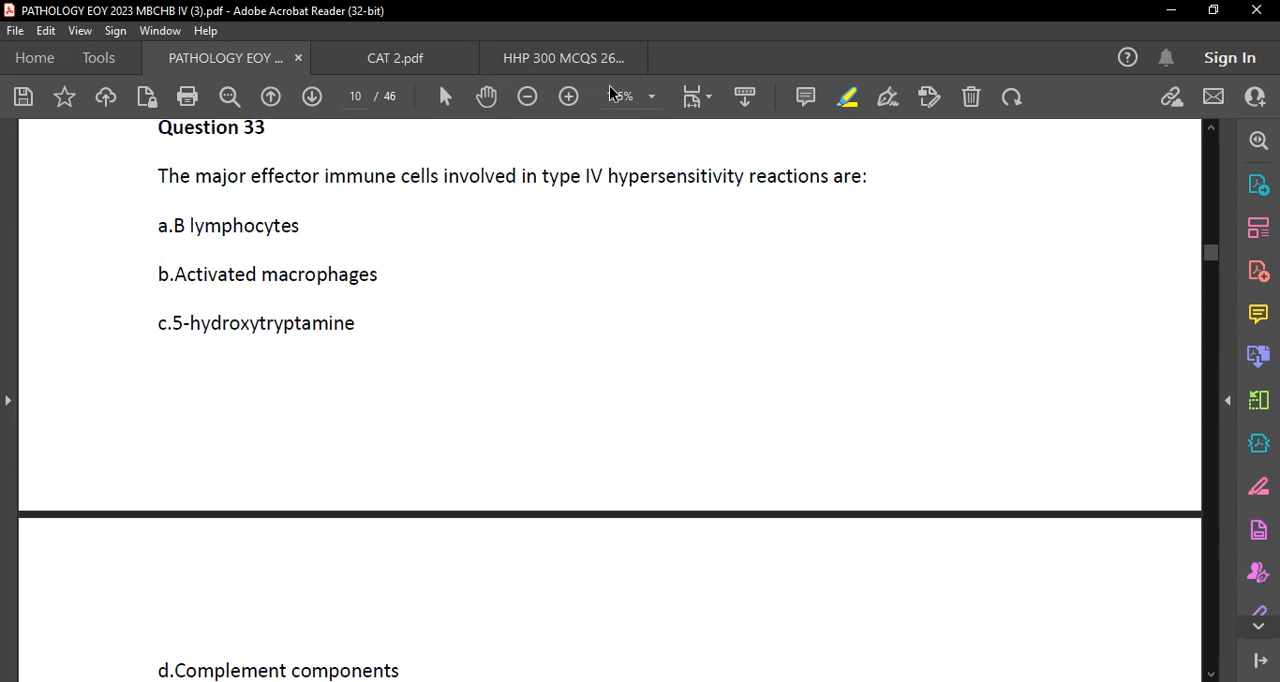 PATHOLOGY EOY 2023 MBCHB IV (3).pdf - Adobe Acrobat Reader (32-bit)
File Edit View Sign Window Help
Home Tools PATHOLOGY EOY ... × CAT 2.pdf HHP 300 MCQS 26... Sign In
10 / 46
Question 33
The major effector immune cells involved in type IV hypersensitivity reactions are:
a.B lymphocytes
b.Activated macrophages
c.5-hydroxytryptamine
d.Complement components